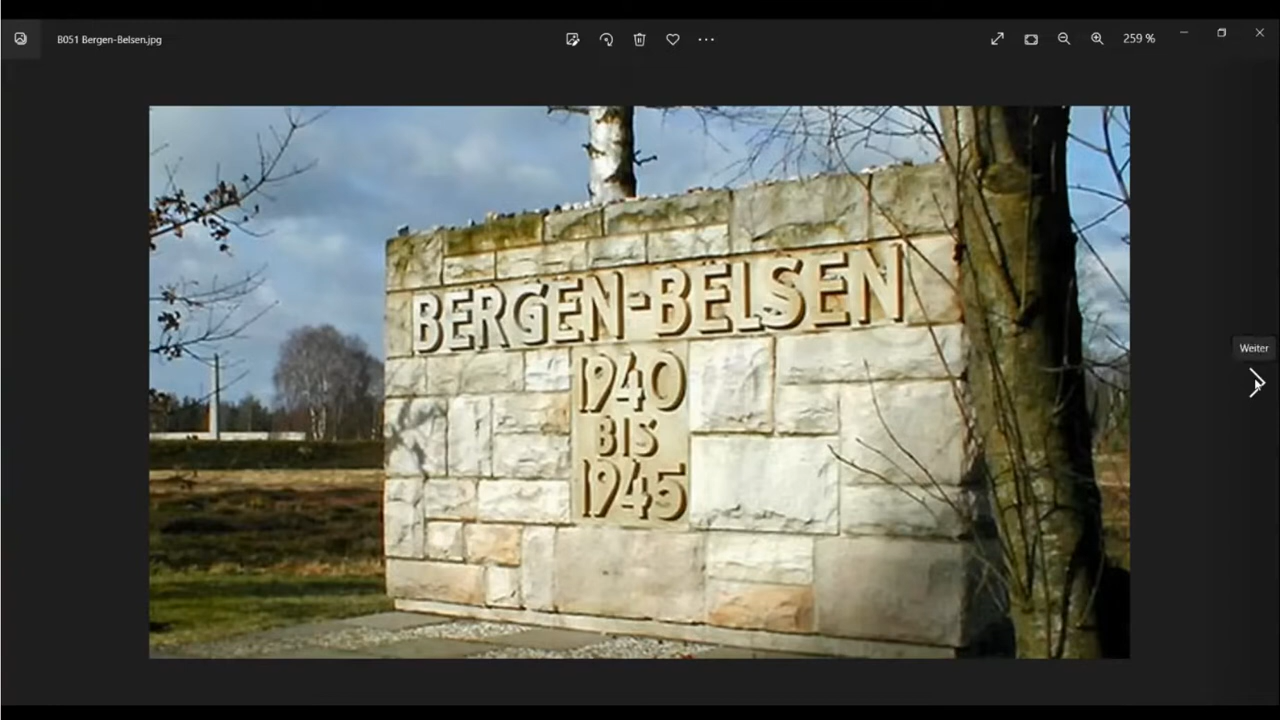 B051 Bergen-Belsen.jpg
259 %
BERGEN-BELSEN
1940
BIS
1945
Weiter